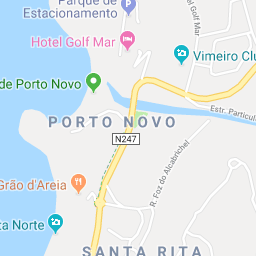 Parque de
Estacionamento
Hotel Golf Mar
Vimeiro Clu
de Porto Novo
Estr. Particul
PORTO NOVO
N247
R. Foz do Alcabrichel
Grão d'Areia
ta Norte
SANTA RITA